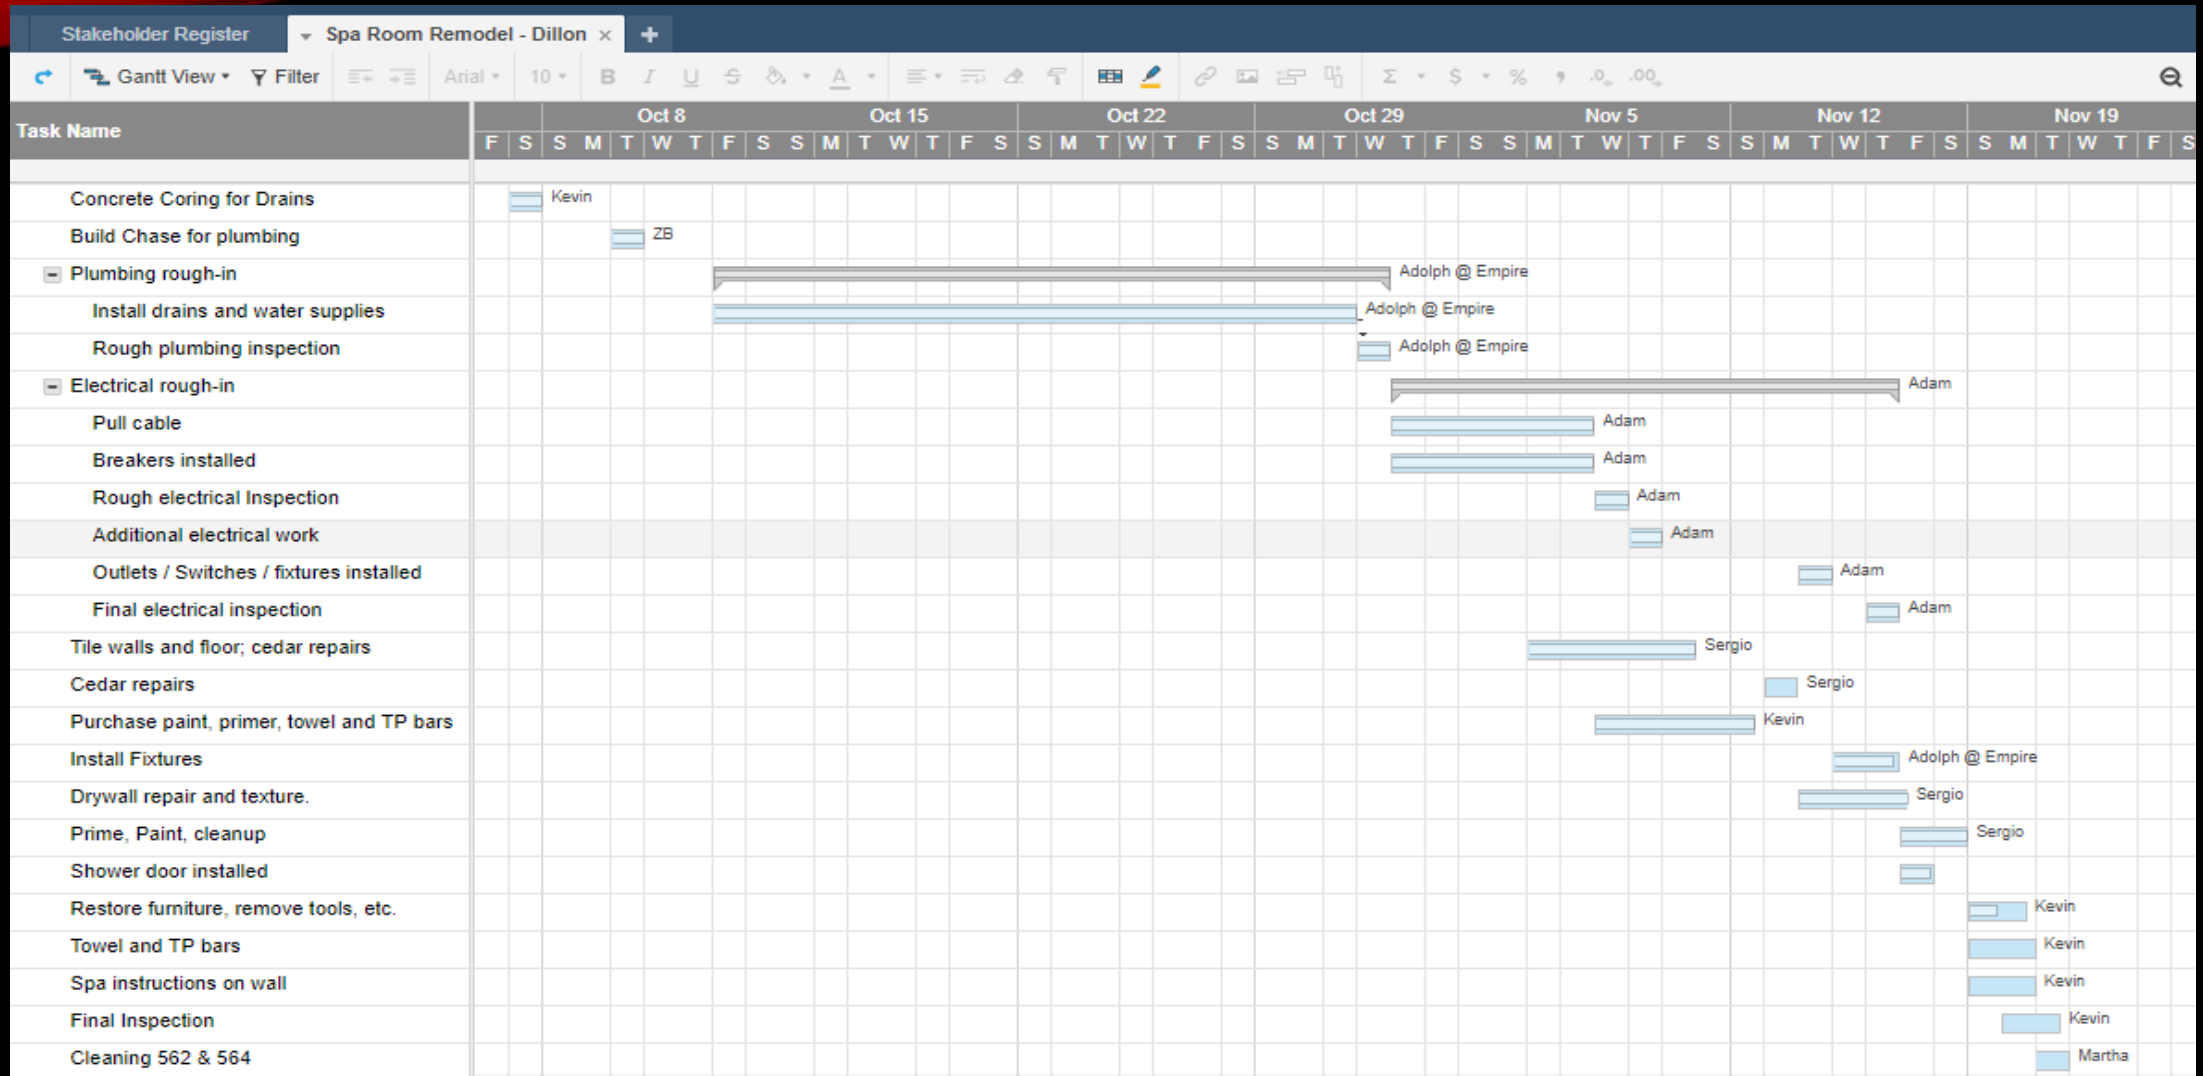 Stakeholder Register
Spa Room Remodel - Dillon
Gantt View
Filter
Arial
10
B I U S A Σ $ % , .0 .00
Task Name
Oct 8 Oct 15 Oct 22 Oct 29 Nov 5 Nov 12 Nov 19
F S S M T W T F S S M T W T F S S M T W T F S S M T W T F S S M T W T F S S M T W T F S S M T W T F S
Concrete Coring for Drains Kevin
Build Chase for plumbing ZB
Plumbing rough-in Adolph @ Empire
Install drains and water supplies Adolph @ Empire
Rough plumbing inspection Adolph @ Empire
Electrical rough-in Adam
Pull cable Adam
Breakers installed Adam
Rough electrical Inspection Adam
Additional electrical work Adam
Outlets / Switches / fixtures installed Adam
Final electrical inspection Adam
Tile walls and floor; cedar repairs Sergio
Cedar repairs Sergio
Purchase paint, primer, towel and TP bars Kevin
Install Fixtures Adolph @ Empire
Drywall repair and texture. Sergio
Prime, Paint, cleanup Sergio
Shower door installed
Restore furniture, remove tools, etc. Kevin
Towel and TP bars Kevin
Spa instructions on wall Kevin
Final Inspection Kevin
Cleaning 562 & 564 Martha